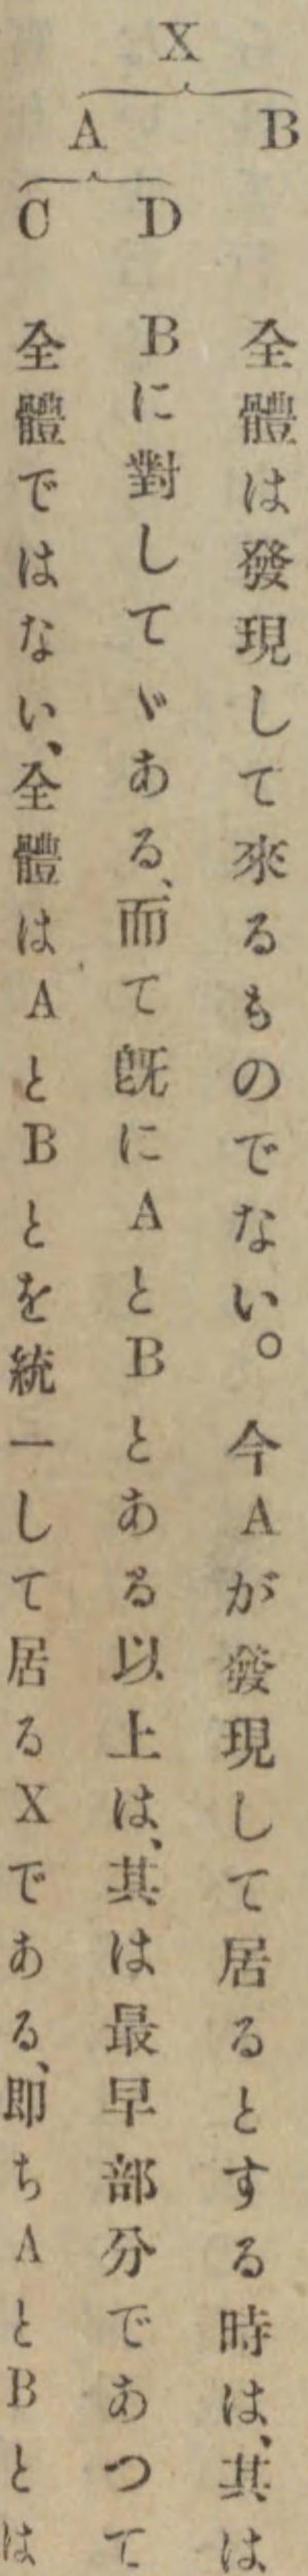 X
A B
C D
全體は發現して來るものでない。今Aが發現して居るとする時は、其は
Bに對してゞある、而て既にAとBとある以上は、其は最早部分であつて
全體ではない、全體はAとBとを統一して居るXである、即ちAとBとは